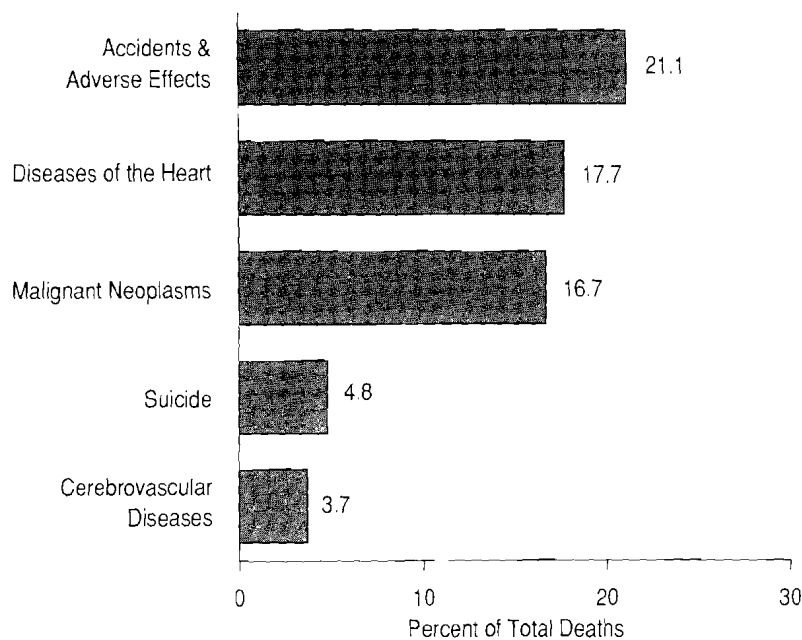 Accidents &
Adverse Effects
21.1
Diseases of the Heart
17.7
Malignant Neoplasms
16.7
Suicide
4.8
Cerebrovascular
Diseases
3.7
0 10 20 30
Percent of Total Deaths